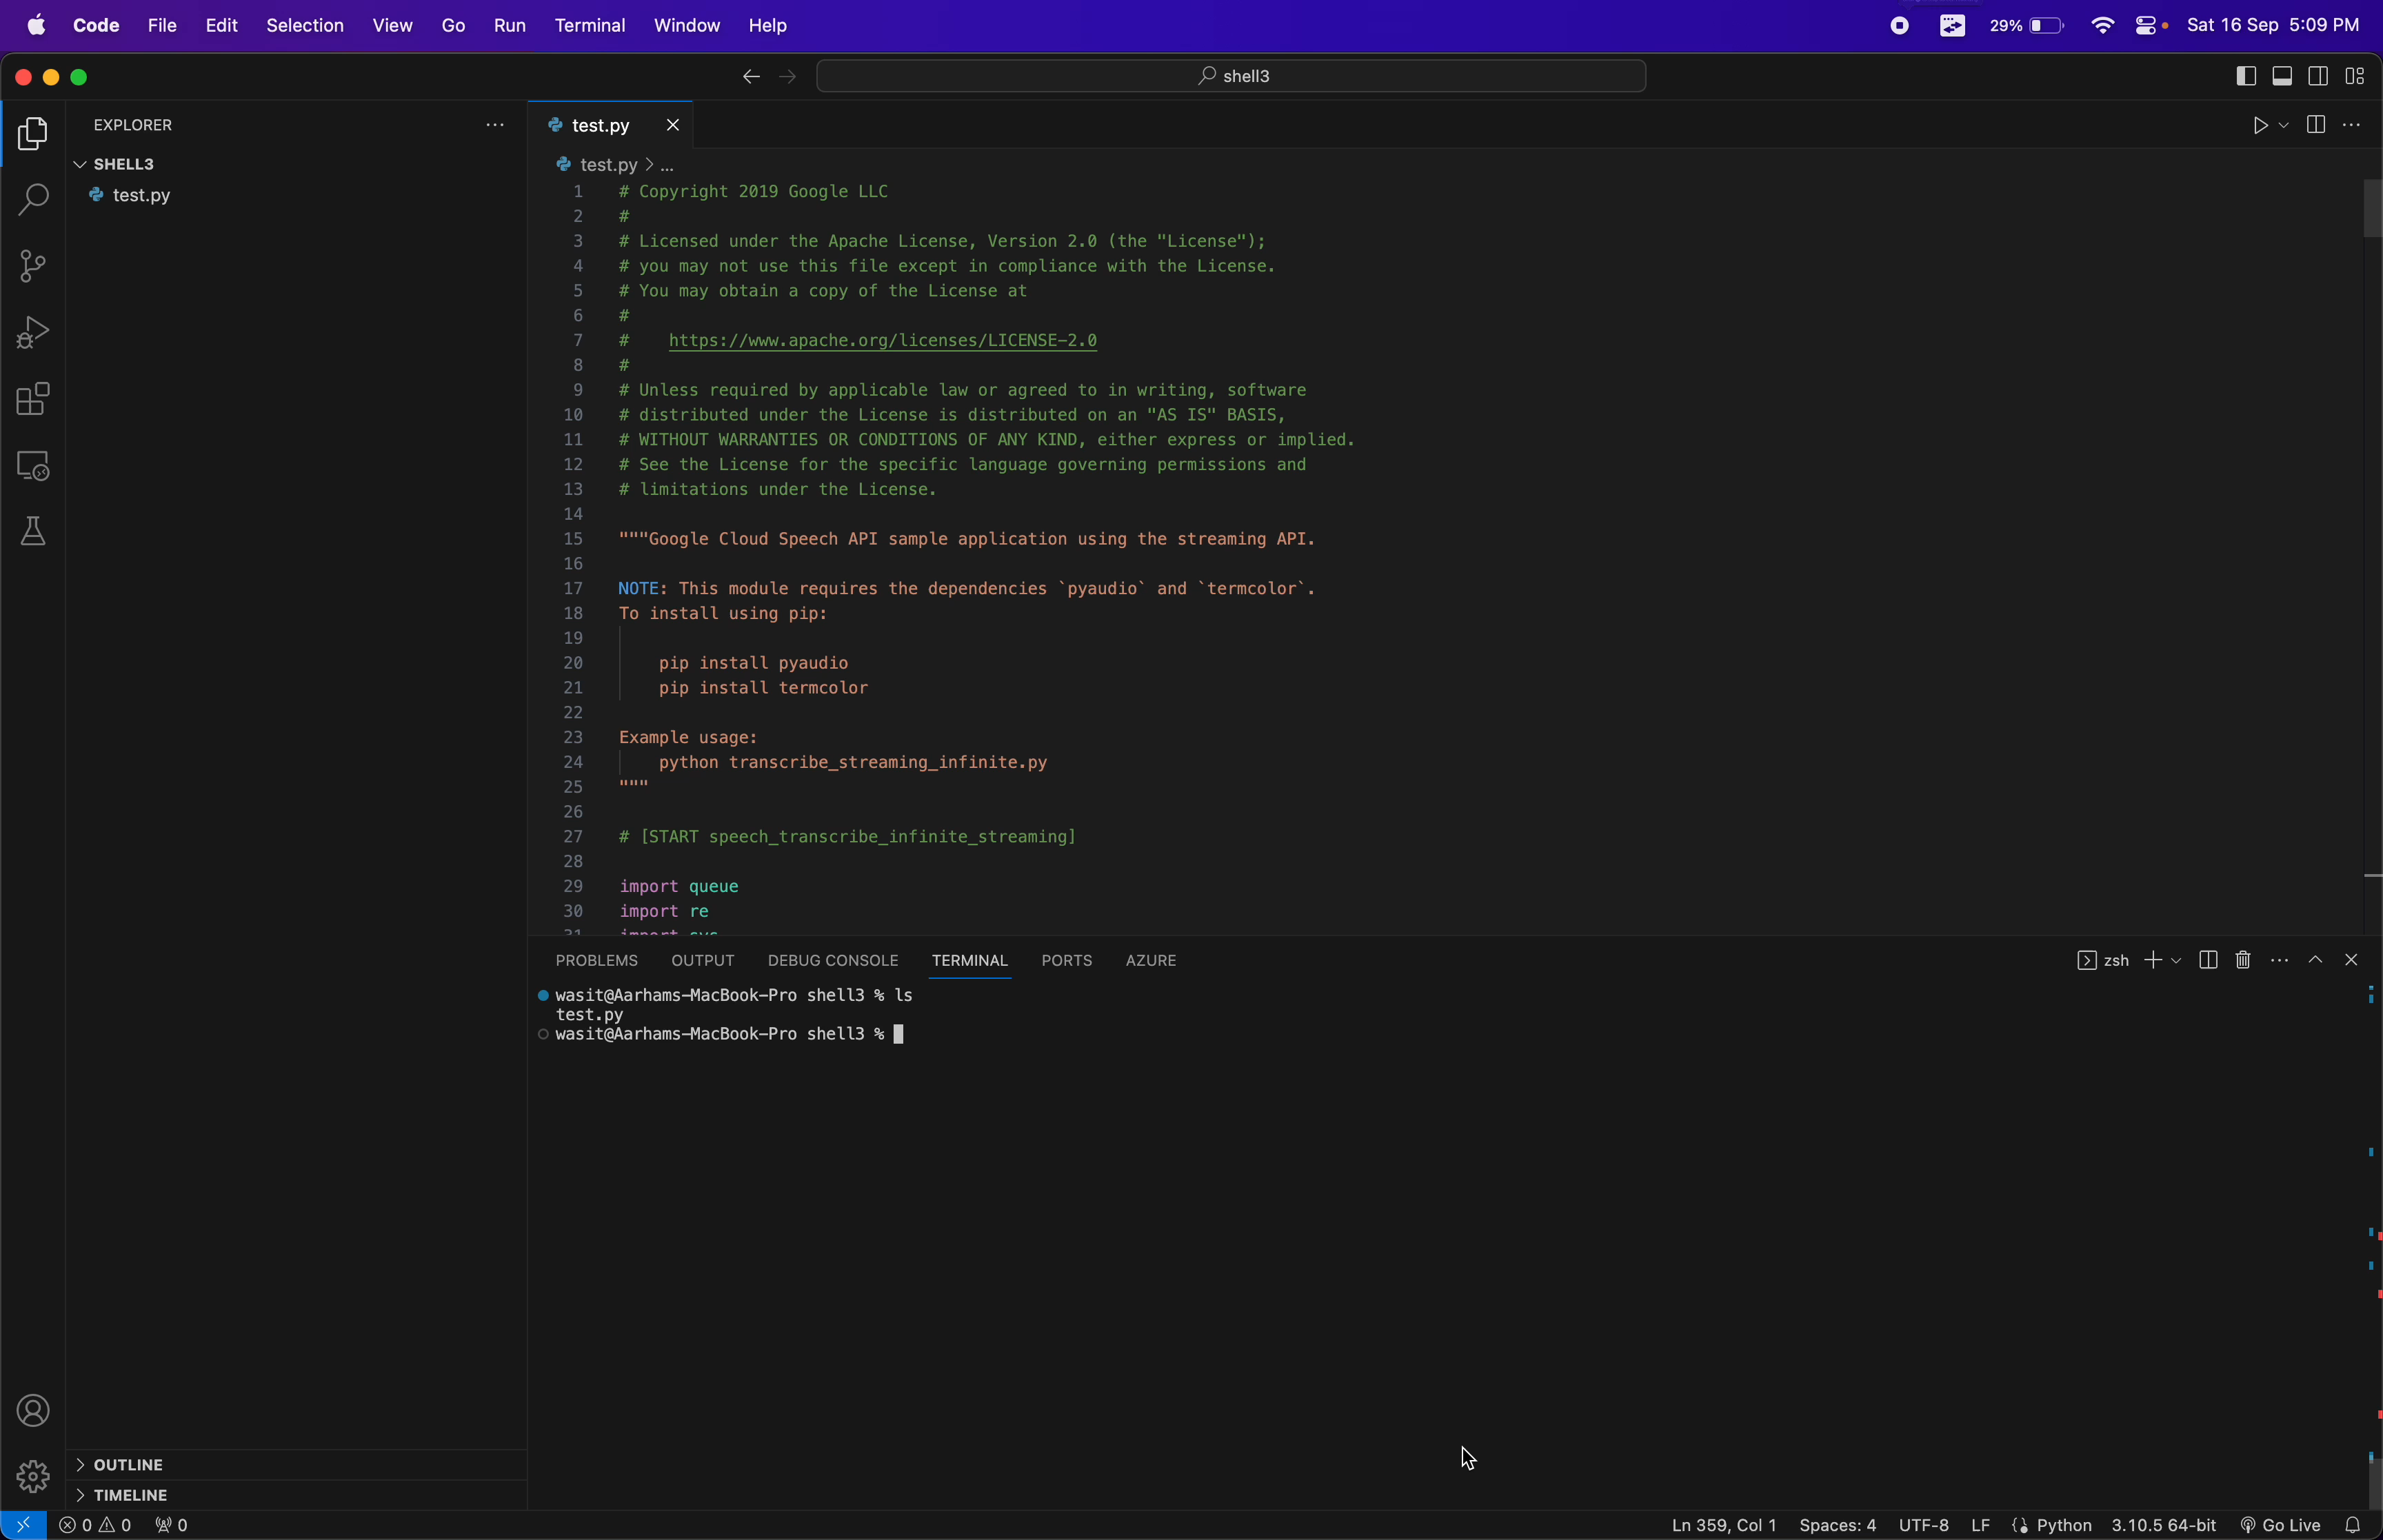 Code File Edit Selection View Go Run Terminal Window Help
29% Sat 16 Sep 5:09 PM
shell3
EXPLORER
SHELL3
test.py
test.py
test.py > ...
1 # Copyright 2019 Google LLC
2 #
3 # Licensed under the Apache License, Version 2.0 (the "License");
4 # you may not use this file except in compliance with the License.
5 # You may obtain a copy of the License at
6 #
7 #    https://www.apache.org/licenses/LICENSE-2.0
8 #
9 # Unless required by applicable law or agreed to in writing, software
10 # distributed under the License is distributed on an "AS IS" BASIS,
11 # WITHOUT WARRANTIES OR CONDITIONS OF ANY KIND, either express or implied.
12 # See the License for the specific language governing permissions and
13 # limitations under the License.
14
15 """Google Cloud Speech API sample application using the streaming API.
16
17 NOTE: This module requires the dependencies `pyaudio` and `termcolor`.
18 To install using pip:
19
20     pip install pyaudio
21     pip install termcolor
22
23 Example usage:
24     python transcribe_streaming_infinite.py
25 """
26
27 # [START speech_transcribe_infinite_streaming]
28
29 import queue
30 import re
31 import sys
PROBLEMS OUTPUT DEBUG CONSOLE TERMINAL PORTS AZURE
zsh
wasit@Aarhams-MacBook-Pro shell3 % ls
test.py
wasit@Aarhams-MacBook-Pro shell3 %
OUTLINE
TIMELINE
0 0 0
Ln 359, Col 1 Spaces: 4 UTF-8 LF Python 3.10.5 64-bit Go Live